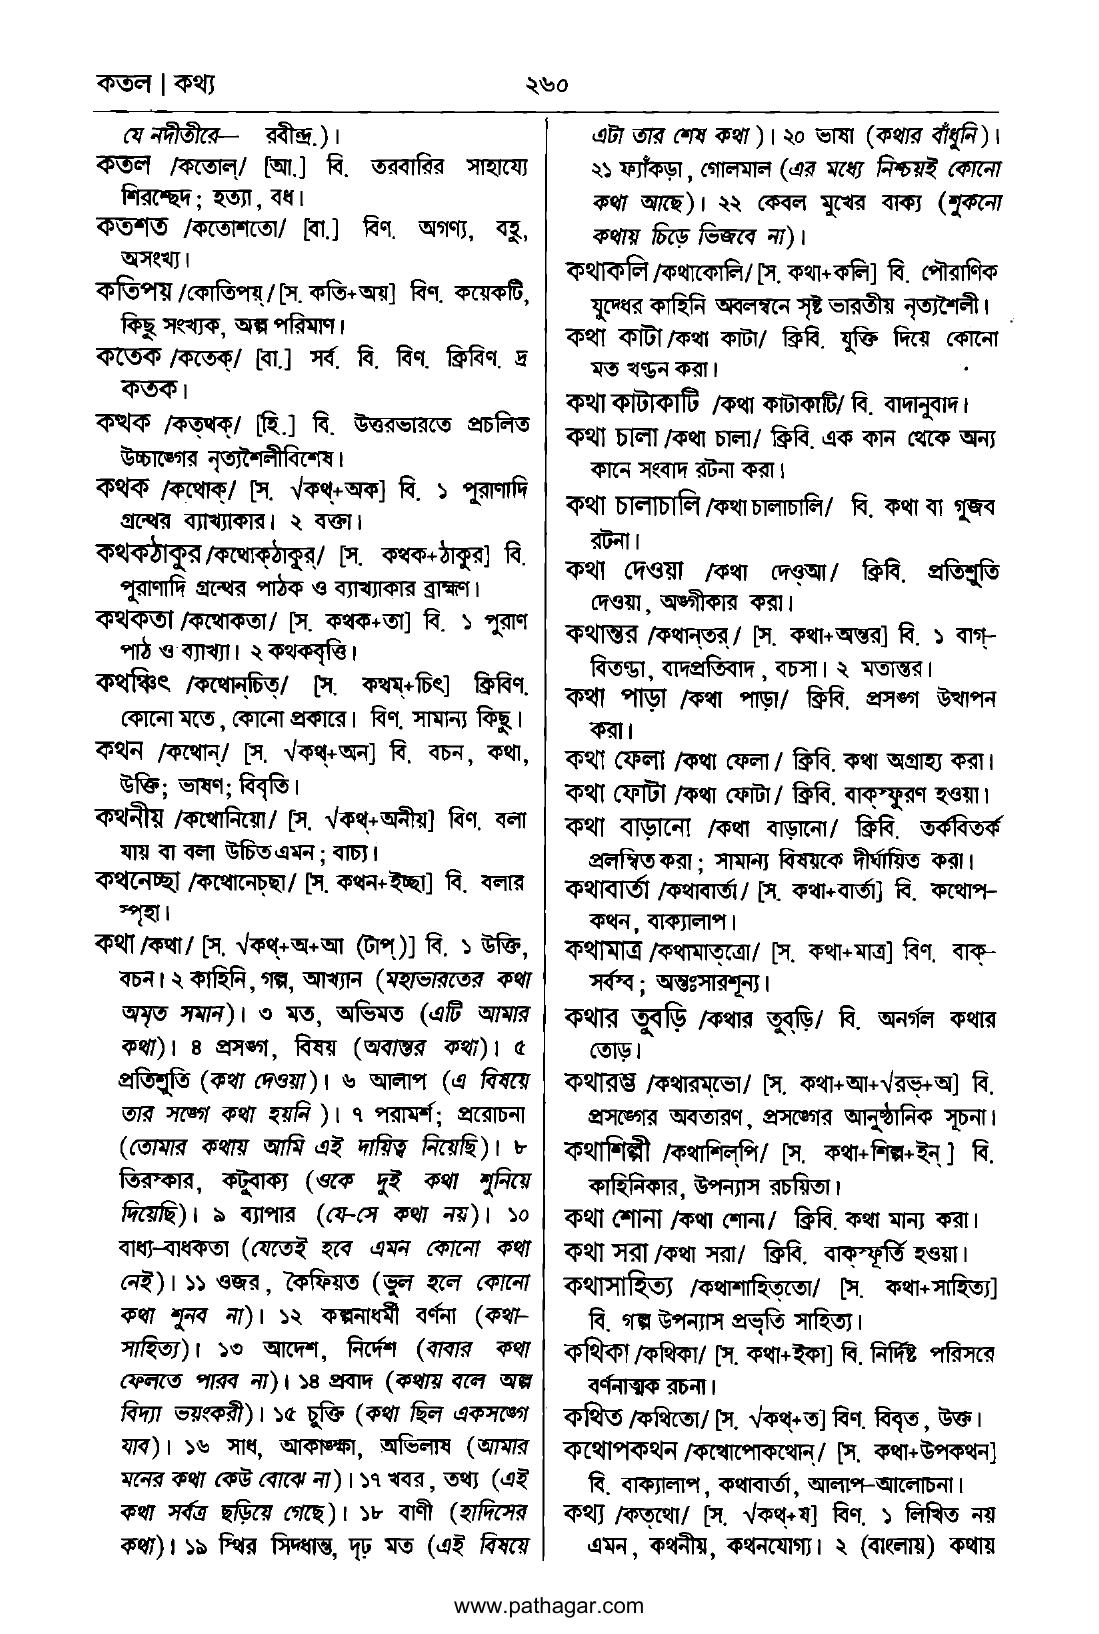 কতল | কথ্য
২৬০
যে নদীতীরে— রবীন্দ্র.)।
কতল /কতোল্/ [আ.] বি. তরবারির সাহায্যে
শিরশ্ছেদ ; হত্যা, বধ।
কতশত /কতোশতো/ [বা.] বিণ. অগণ্য, বহু,
অসংখ্য।
কতিপয় /কোতিপয়্/ [স. কতি+অয়] বিণ. কয়েকটি,
কিছু সংখ্যক, অল্প পরিমাণ।
কতেক /কতেক্/ [বা.] সর্ব. বি. বিণ. ক্রিবিণ. দ্র
কতক।
কত্থক /কত্থক্/ [হি.] বি. উত্তরভারতে প্রচলিত
উচ্চাঙ্গের নৃত্যশৈলীবিশেষ।
কথক /কথোক্/ [স. √কথ্+অক] বি. ১ পুরাণাদি
গ্রন্থের ব্যাখ্যাকার। ২ বক্তা।
কথকঠাকুর /কথোক্‌ঠাকুর্/ [স. কথক+ঠাকুর] বি.
পুরাণাদি গ্রন্থের পাঠক ও ব্যাখ্যাকার ব্রাহ্মণ।
কথকতা /কথোকতা/ [স. কথক+তা] বি. ১ পুরাণ
পাঠ ও ব্যাখ্যা। ২ কথকবৃত্তি।
কথঞ্চিৎ /কথোন্‌চিত্/ [স. কথম্+চিৎ] ক্রিবিণ.
কোনো মতে, কোনো প্রকারে। বিণ. সামান্য কিছু।
কথন /কথোন্/ [স. √কথ্+অন] বি. বচন, কথা,
উক্তি; ভাষণ; বিবৃতি।
কথনীয় /কথোনিয়ো/ [স. √কথ্+অনীয়] বিণ. বলা
যায় বা বলা উচিত এমন ; বাচ্য।
কথনেচ্ছা /কথোনেচ্‌ছা/ [স. কথন+ইচ্ছা] বি. বলার
স্পৃহা।
কথা /কথা/ [স. √কথ্+অ+আ (টাপ্)] বি. ১ উক্তি,
বচন। ২ কাহিনি, গল্প, আখ্যান (মহাভারতের কথা
অমৃত সমান)। ৩ মত, অভিমত (এটি আমার
কথা)। ৪ প্রসঙ্গ, বিষয় (অবান্তর কথা)। ৫
প্রতিশ্রুতি (কথা দেওয়া)। ৬ আলাপ (এ বিষয়ে
তার সঙ্গে কথা হয়নি )। ৭ পরামর্শ; প্ররোচনা
(তোমার কথায় আমি এই দায়িত্ব নিয়েছি)। ৮
তিরস্কার, কটুবাক্য (ওকে দুই কথা শুনিয়ে
দিয়েছি)। ৯ ব্যাপার (যে-সে কথা নয়)। ১০
বাধ্য-বাধকতা (যেতেই হবে এমন কোনো কথা
নেই)। ১১ ওজর, কৈফিয়ত (ভুল হলে কোনো
কথা শুনব না)। ১২ কল্পনাধর্মী বর্ণনা (কথা-
সাহিত্য)। ১৩ আদেশ, নির্দেশ (বাবার কথা
ফেলতে পারব না)। ১৪ প্রবাদ (কথায় বলে অল্প
বিদ্যা ভয়ংকরী)। ১৫ চুক্তি (কথা ছিল একসঙ্গে
যাব)। ১৬ সাধ, আকাঙ্ক্ষা, অভিলাষ (আমার
মনের কথা কেউ বোঝে না)। ১৭ খবর, তথ্য (এই
কথা সর্বত্র ছড়িয়ে গেছে)। ১৮ বাণী (হাদিসের
কথা)। ১৯ স্থির সিদ্ধান্ত, দৃঢ় মত (এই বিষয়ে
এটা তার শেষ কথা )। ২০ ভাষা (কথার বাঁধুনি)।
২১ ফ্যাঁকড়া, গোলমাল (এর মধ্যে নিশ্চয়ই কোনো
কথা আছে)। ২২ কেবল মুখের বাক্য (শুকনো
কথায় চিড়ে ভিজবে না)।
কথাকলি /কথাকোলি/ [স. কথা+কলি] বি. পৌরাণিক
যুদ্ধের কাহিনি অবলম্বনে সৃষ্ট ভারতীয় নৃত্যশৈলী।
কথা কাটা /কথা কাটা/ ক্রিবি. যুক্তি দিয়ে কোনো
মত খণ্ডন করা।
কথা কাটাকাটি /কথা কাটাকাটি/ বি. বাদানুবাদ।
কথা চালা /কথা চালা/ ক্রিবি. এক কান থেকে অন্য
কানে সংবাদ রটনা করা।
কথা চালাচালি /কথা চালাচালি/ বি. কথা বা গুজব
রটনা।
কথা দেওয়া /কথা দেওআ/ ক্রিবি. প্রতিশ্রুতি
দেওয়া, অঙ্গীকার করা।
কথান্তর /কথান্‌তর্/ [স. কথা+অন্তর] বি. ১ বাগ্‌-
বিতণ্ডা, বাদপ্রতিবাদ, বচসা। ২ মতান্তর।
কথা পাড়া /কথা পাড়া/ ক্রিবি. প্রসঙ্গ উত্থাপন
করা।
কথা ফেলা /কথা ফেলা/ ক্রিবি. কথা অগ্রাহ্য করা।
কথা ফোটা /কথা ফোটা/ ক্রিবি. বাক্‌স্ফুরণ হওয়া।
কথা বাড়ানো /কথা বাড়ানো/ ক্রিবি. তর্কবিতর্ক
প্রলম্বিত করা ; সামান্য বিষয়কে দীর্ঘায়িত করা।
কথাবার্তা /কথাবার্তা/ [স. কথা+বার্তা] বি. কথোপ-
কথন, বাক্যালাপ।
কথামাত্র /কথামাত্‌ত্রো/ [স. কথা+মাত্র] বিণ. বাক্‌-
সর্বস্ব ; অন্তঃসারশূন্য।
কথার তুবড়ি /কথার তুব্‌ড়ি/ বি. অনর্গল কথার
তোড়।
কথারম্ভ /কথারম্‌ভো/ [স. কথা+আ+√রভ্+অ] বি.
প্রসঙ্গের অবতারণ, প্রসঙ্গের আনুষ্ঠানিক সূচনা।
কথাশিল্পী /কথাশিল্‌পি/ [স. কথা+শিল্প+ইন্ ] বি.
কাহিনিকার, উপন্যাস রচয়িতা।
কথা শোনা /কথা শোনা/ ক্রিবি. কথা মান্য করা।
কথা সরা /কথা সরা/ ক্রিবি. বাক্‌স্ফূর্তি হওয়া।
কথাসাহিত্য /কথাশাহিত্‌তো/ [স. কথা+সাহিত্য]
বি. গল্প উপন্যাস প্রভৃতি সাহিত্য।
কথিকা /কথিকা/ [স. কথা+ইকা] বি. নির্দিষ্ট পরিসরে
বর্ণনাত্মক রচনা।
কথিত /কথিতো/ [স. √কথ্+ত] বিণ. বিবৃত, উক্ত।
কথোপকথন /কথোপোকথোন্/ [স. কথা+উপকথন]
বি. বাক্যালাপ, কথাবার্তা, আলাপ-আলোচনা।
কথ্য /কত্‌থো/ [স. √কথ্+য] বিণ. ১ লিখিত নয়
এমন, কথনীয়, কথনযোগ্য। ২ (বাংলায়) কথায়
www.pathagar.com